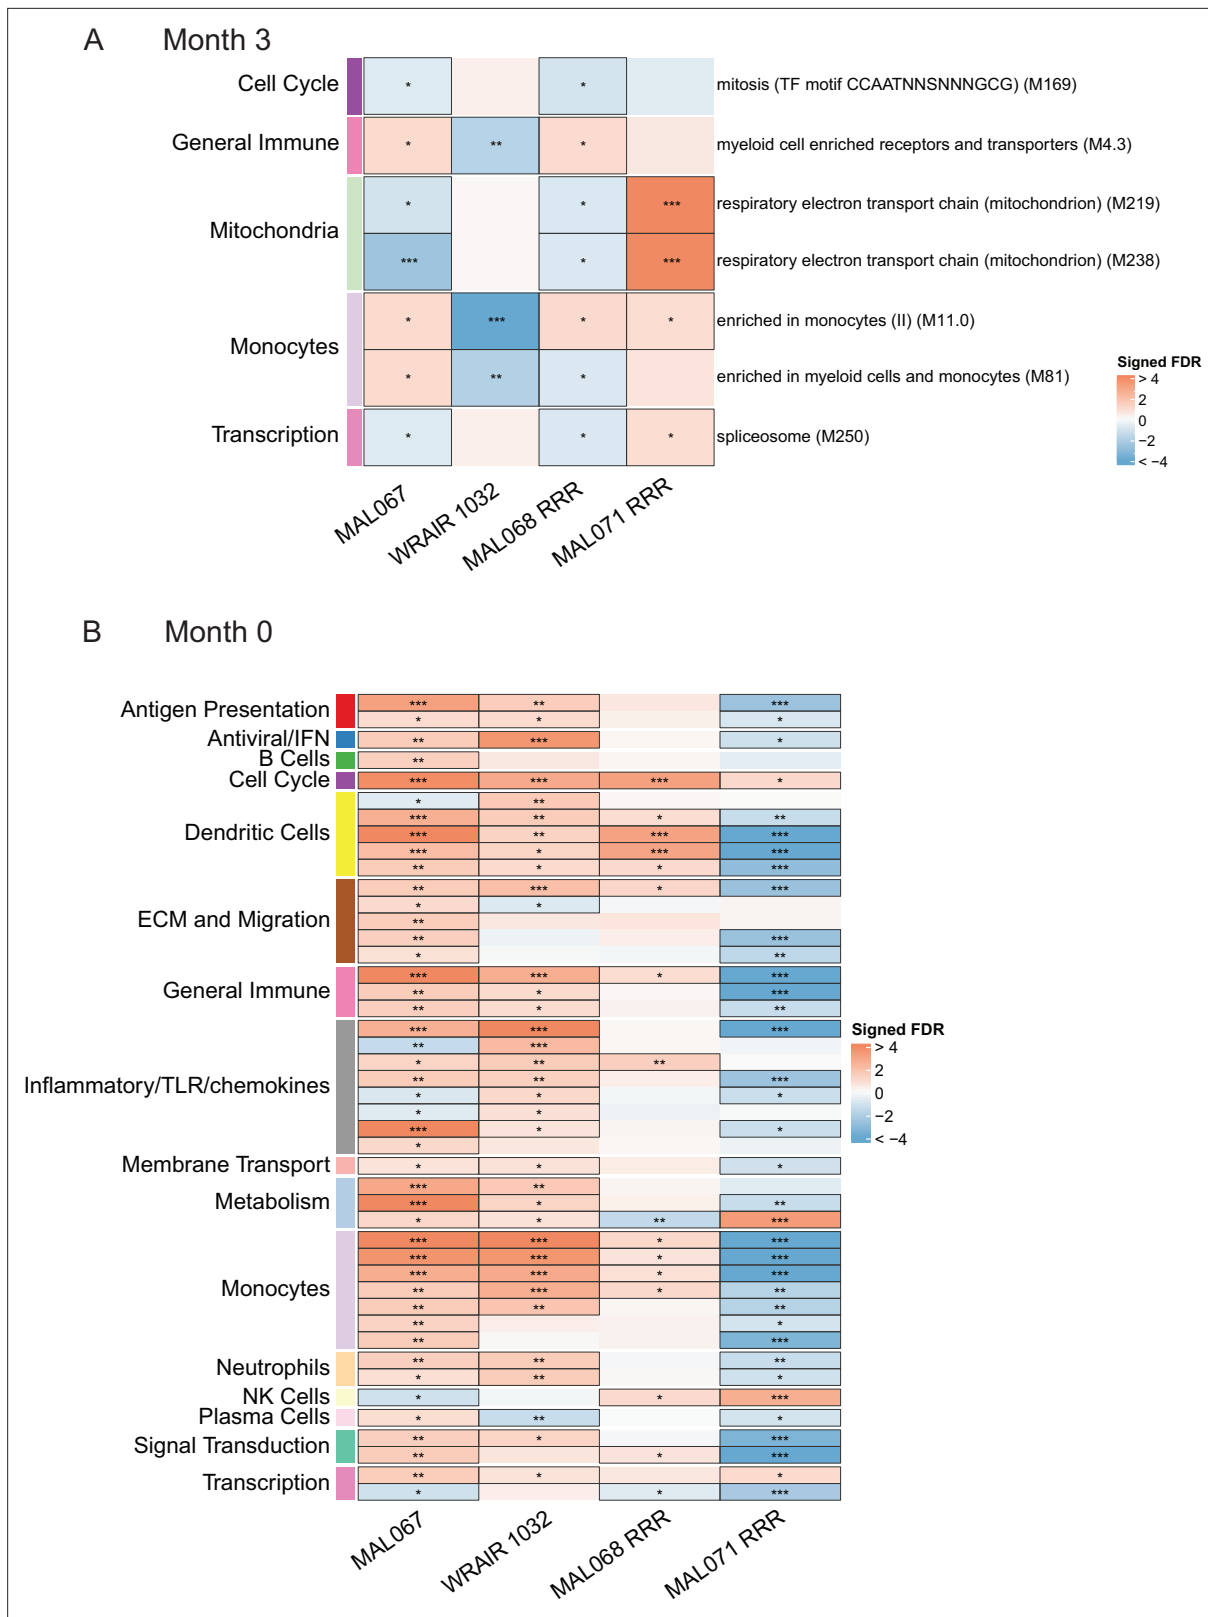 A Month 3
Cell Cycle * * mitosis (TF motif CCAATNNSNNNGCG) (M169)
General Immune * ** * myeloid cell enriched receptors and transporters (M4.3)
* * *** respiratory electron transport chain (mitochondrion) (M219)
Mitochondria
*** * *** respiratory electron transport chain (mitochondrion) (M238)
* *** * * enriched in monocytes (II) (M11.0)
Monocytes
* ** * enriched in myeloid cells and monocytes (M81)
Transcription * * * spliceosome (M250)
Signed FDR
> 4
2
0
−2
< −4
MAL067 WRAIR 1032 MAL068 RRR MAL071 RRR
B Month 0
Antigen Presentation
*** ** ***
* * *
Antiviral/IFN ** *** *
B Cells **
Cell Cycle *** *** *** *
Dendritic Cells
* **
*** ** * **
*** ** *** ***
*** * *** ***
** * * ***
ECM and Migration
** *** * ***
* *
**
** ***
* **
General Immune
*** *** * ***
** * ***
** * **
Inflammatory/TLR/chemokines
*** *** ***
** ***
* ** **
** ** ***
* * *
* *
*** * *
*
Membrane Transport * * *
Metabolism
*** **
*** * **
* * ** ***
Monocytes
*** *** * ***
*** *** * ***
*** *** * ***
** *** * **
** ** **
** *
** ***
Neutrophils
** ** **
* ** *
NK Cells * * ***
Plasma Cells * ** *
Signal Transduction
** * ***
** * ***
Transcription
** * *
* * ***
Signed FDR
> 4
2
0
−2
< −4
MAL067 WRAIR 1032 MAL068 RRR MAL071 RRR